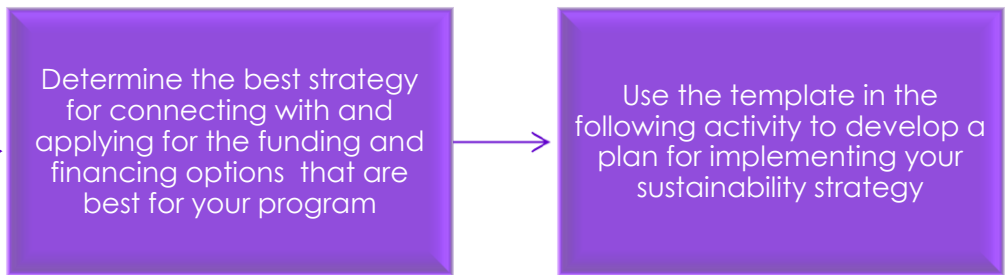 Determine the best strategy
for connecting with and
applying for the funding and
financing options  that are
best for your program
Use the template in the
following activity to develop a
plan for implementing your
sustainability strategy